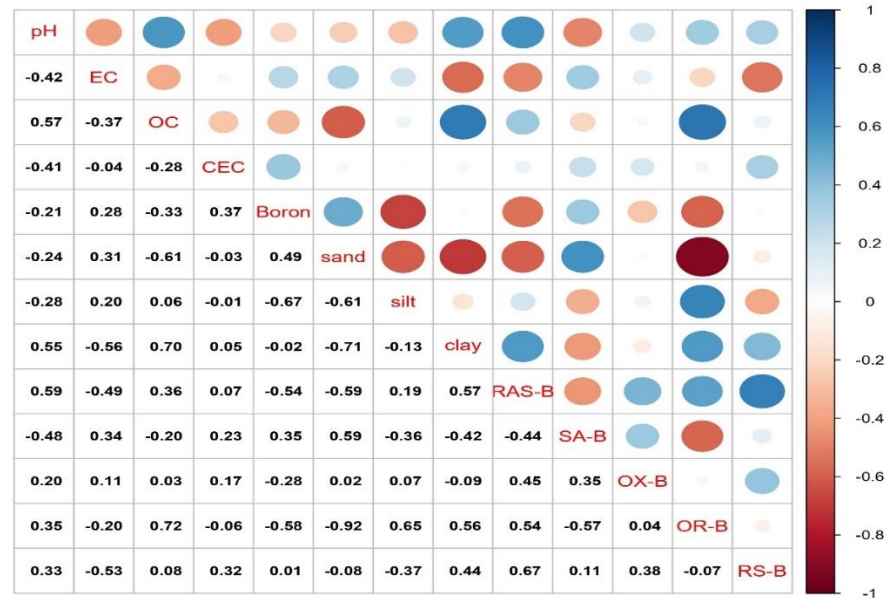 pH
-0.42 EC
0.57 -0.37 OC
-0.41 -0.04 -0.28 CEC
-0.21 0.28 -0.33 0.37 Boron
-0.24 0.31 -0.61 -0.03 0.49 sand
-0.28 0.20 0.06 -0.01 -0.67 -0.61 silt
0.55 -0.56 0.70 0.05 -0.02 -0.71 -0.13 clay
0.59 -0.49 0.36 0.07 -0.54 -0.59 0.19 0.57 RAS-B
-0.48 0.34 -0.20 0.23 0.35 0.59 -0.36 -0.42 -0.44 SA-B
0.20 0.11 0.03 0.17 -0.28 0.02 0.07 -0.09 0.45 0.35 OX-B
0.35 -0.20 0.72 -0.06 -0.58 -0.92 0.65 0.56 0.54 -0.57 0.04 OR-B
0.33 -0.53 0.08 0.32 0.01 -0.08 -0.37 0.44 0.67 0.11 0.38 -0.07 RS-B
1
0.8
0.6
0.4
0.2
0
-0.2
-0.4
-0.6
-0.8
-1